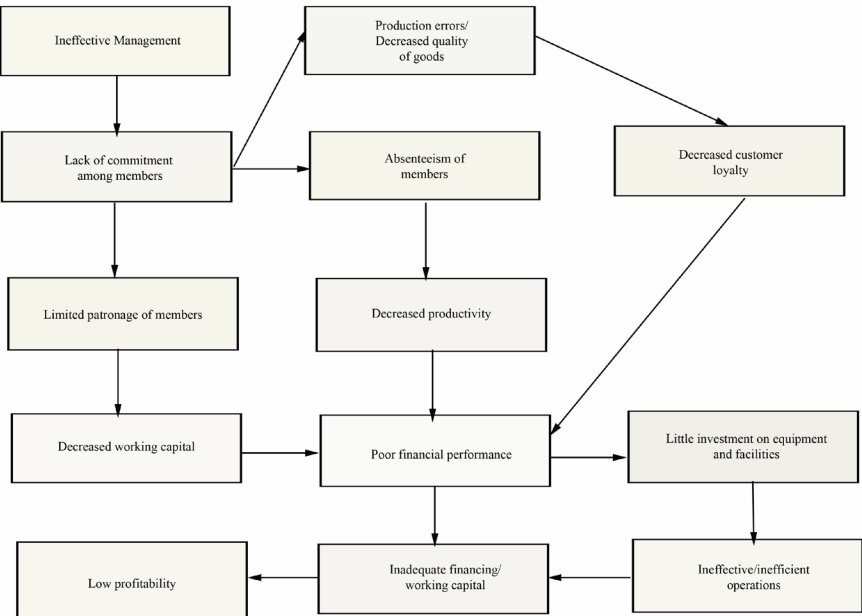 Ineffective Management
Production errors/
Decreased quality
of goods
Lack of commitment
among members
Absenteeism of
members
Decreased customer
loyalty
Limited patronage of members
Decreased productivity
Decreased working capital
Poor financial performance
Little investment on equipment
and facilities
Low profitability
Inadequate financing/
working capital
Ineffective/inefficient
operations